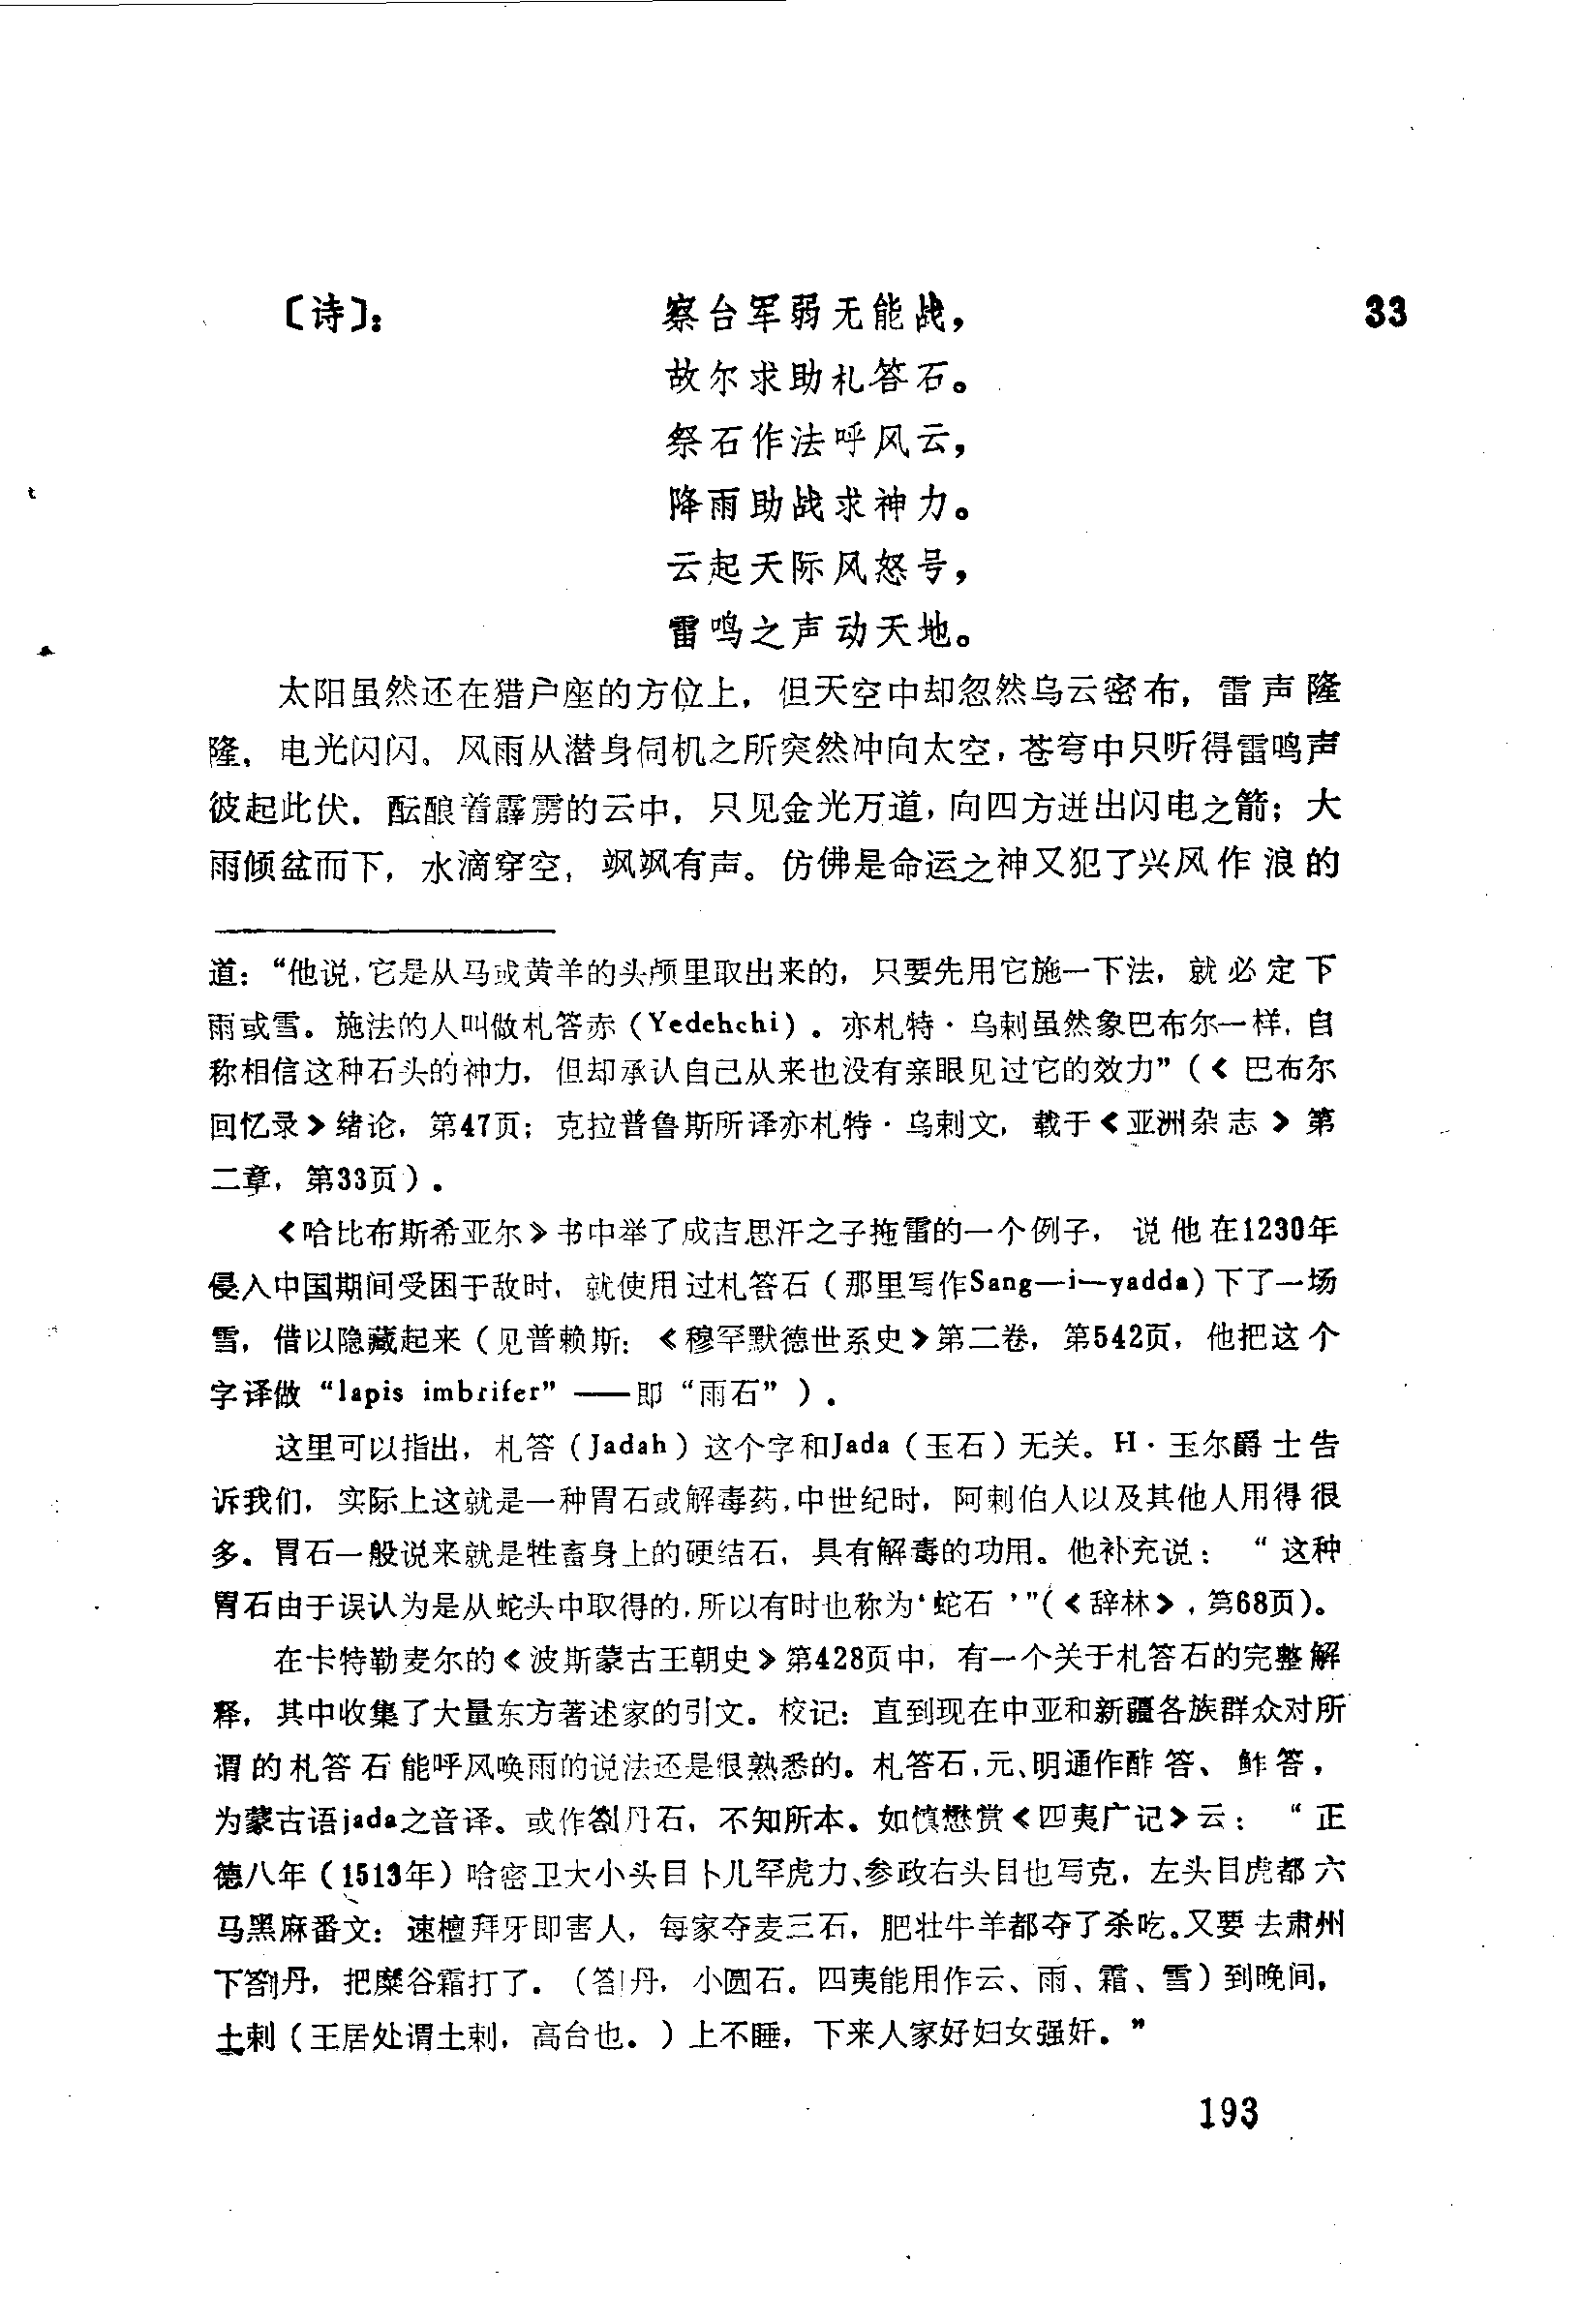 〔诗〕： 察台军弱无能战， 33
故尔求助札答石。
祭石作法呼风云，
降雨助战求神力。
云起天际风怒号，
雷鸣之声动天地。
太阳虽然还在猎户座的方位上，但天空中却忽然乌云密布，雷声隆
隆，电光闪闪。风雨从潜身伺机之所突然冲向太空，苍穹中只听得雷鸣声
彼起此伏．酝酿着霹雳的云中，只见金光万道，向四方迸出闪电之箭；大
雨倾盆而下，水滴穿空，飒飒有声。仿佛是命运之神又犯了兴风作浪的
道：“他说，它是从马或黄羊的头颅里取出来的，只要先用它施一下法，就必定下
雨或雪。施法的人叫做札答赤（Yedehchi）。亦札特·乌剌虽然象巴布尔一样，自
称相信这种石头的神力，但却承认自己从来也没有亲眼见过它的效力”（《巴布尔
回忆录》绪论，第47页；克拉普鲁斯所译亦札特·乌剌文，载于《亚洲杂志》第
二章，第33页）。
《哈比布斯希亚尔》书中举了成吉思汗之子拖雷的一个例子，说他在1230年
侵入中国期间受困于敌时，就使用过札答石（那里写作Sang—i—yadda）下了一场
雪，借以隐藏起来（见普赖斯：《穆罕默德世系史》第二卷，第542页，他把这个
字译做“lapis imbrifer”——即“雨石”）。
这里可以指出，札答（Jadah）这个字和Jada（玉石）无关。H·玉尔爵士告
诉我们，实际上这就是一种胃石或解毒药，中世纪时，阿剌伯人以及其他人用得很
多。胃石一般说来就是牲畜身上的硬结石，具有解毒的功用。他补充说：“这种
胃石由于误认为是从蛇头中取得的，所以有时也称为‘蛇石’”（《辞林》，第68页）。
在卡特勒麦尔的《波斯蒙古王朝史》第428页中，有一个关于札答石的完整解
释，其中收集了大量东方著述家的引文。校记：直到现在中亚和新疆各族群众对所
谓的札答石能呼风唤雨的说法还是很熟悉的。札答石，元、明通作酢答、鲊答，
为蒙古语jada之音译。或作劄丹石，不知所本。如慎懋赏《四夷广记》云：“正
德八年（1513年）哈密卫大小头目卜儿罕虎力、参政右头目也写克，左头目虎都六
马黑麻番文：速檀拜牙即害人，每家夺麦三石，肥壮牛羊都夺了杀吃。又要去肃州
下劄丹，把糜谷霜打了．（劄丹，小圆石。四夷能用作云、雨、霜、雪）到晚间，
土剌（王居处谓土剌，高台也。）上不睡，下来人家好妇女强奸。”
193